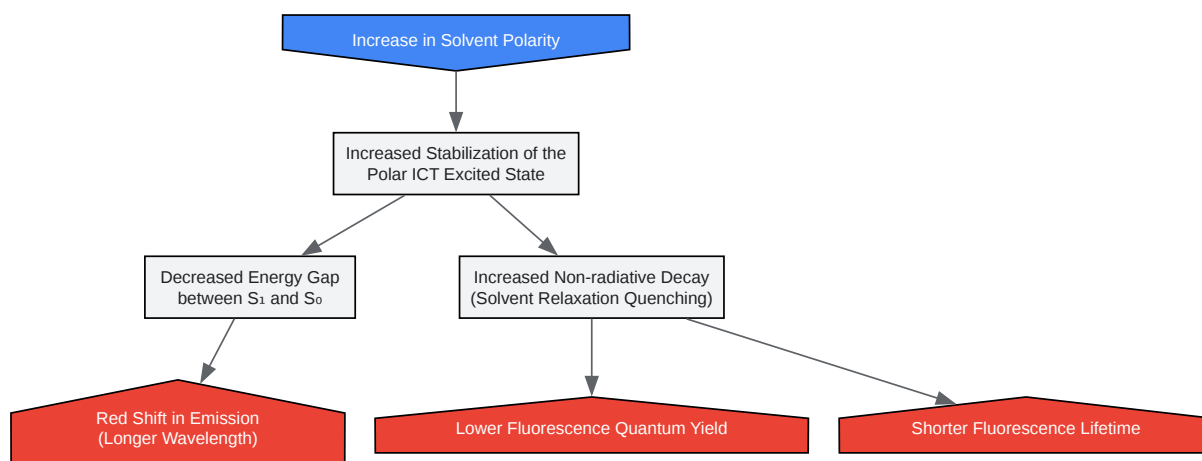 Increase in Solvent Polarity
Increased Stabilization of the
Polar ICT Excited State
Decreased Energy Gap
between S₁ and S₀
Increased Non-radiative Decay
(Solvent Relaxation Quenching)
Red Shift in Emission
(Longer Wavelength)
Lower Fluorescence Quantum Yield
Shorter Fluorescence Lifetime